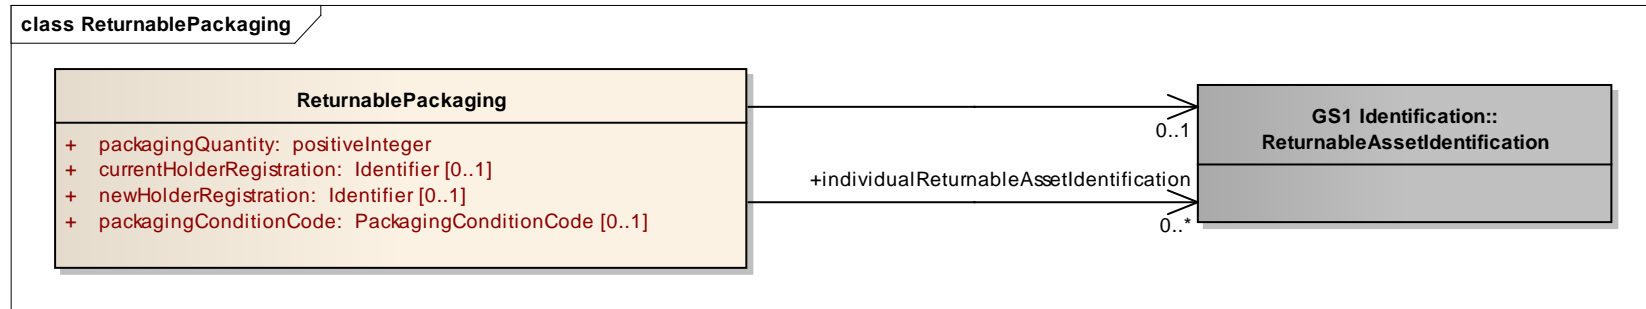 class ReturnablePackaging
ReturnablePackaging
+ packagingQuantity: positiveInteger
+ currentHolderRegistration: Identifier [0..1]
+ newHolderRegistration: Identifier [0..1]
+ packagingConditionCode: PackagingConditionCode [0..1]
0..1
+individualReturnableAssetIdentification
0..*
GS1 Identification::
ReturnableAssetIdentification